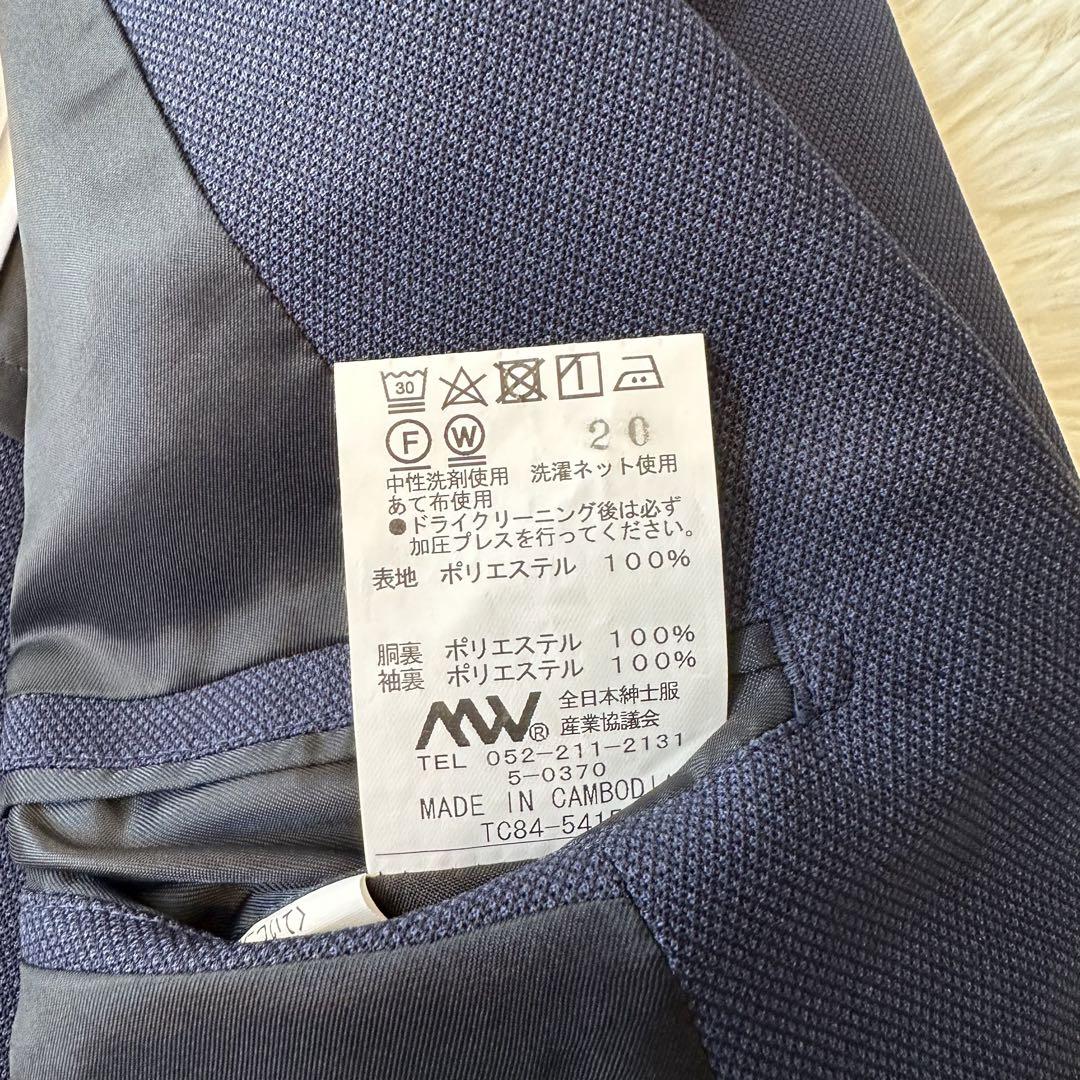 30
F W 20
中性洗剤使用 洗濯ネット使用
あて布使用
●ドライクリーニング後は必ず
加圧プレスを行ってください。
表地 ポリエステル 100%
胴裏 ポリエステル 100%
袖裏 ポリエステル 100%
MW® 全日本紳士服
産業協議会
TEL 052-211-2131
5-0370
MADE IN CAMBODI
TC84-541